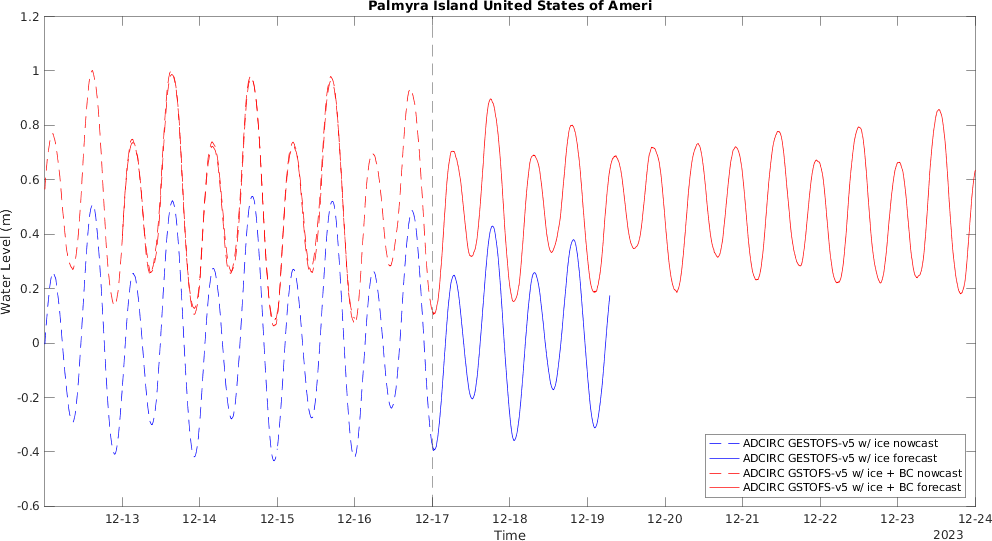 Palmyra Island United States of Ameri
1.2
1
0.8
0.6
0.4
0.2
0
-0.2
-0.4
-0.6
Water Level (m)
ADCIRC GESTOFS-v5 w/ ice nowcast
ADCIRC GESTOFS-v5 w/ ice forecast
ADCIRC GSTOFS-v5 w/ ice + BC nowcast
ADCIRC GSTOFS-v5 w/ ice + BC forecast
12-13 12-14 12-15 12-16 12-17 12-18 12-19 12-20 12-21 12-22 12-23 12-24
Time
2023